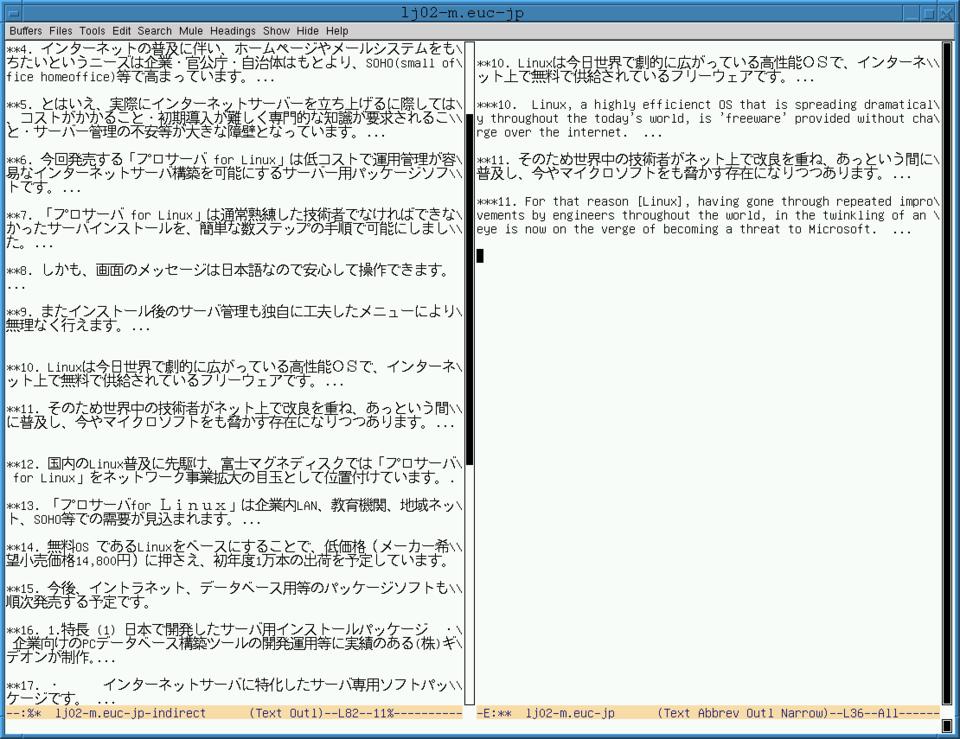 lj02-m.euc-jp
Buffers Files Tools Edit Search Mule Headings Show Hide Help
**4. インターネットの普及に伴い、ホームページやメールシステムをも\
ちたいというニーズは企業・官公庁・自治体はもとより、SOHO(small of\
fice homeoffice)等で高まっています。...
**5. とはいえ、実際にインターネットサーバーを立ち上げるに際しては\
、コストがかかること・初期導入が難しく専門的な知識が要求されるこ\
と・サーバー管理の不安等が大きな障壁となっています。...
**6. 今回発売する「プロサーバ for Linux」は低コストで運用管理が容\
易なインターネットサーバ構築を可能にするサーバー用パッケージソフ\
トです。...
**7. 「プロサーバ for Linux」は通常熟練した技術者でなければできな\
かったサーバインストールを、簡単な数ステップの手順で可能にしまし\
た。...
**8. しかも、画面のメッセージは日本語なので安心して操作できます。
...
**9. またインストール後のサーバ管理も独自に工夫したメニューにより\
無理なく行えます。...
**10. Linuxは今日世界で劇的に広がっている高性能ＯＳで、インターネ\
ット上で無料で供給されているフリーウェアです。...
**11. そのため世界中の技術者がネット上で改良を重ね、あっという間\
に普及し、今やマイクロソフトをも脅かす存在になりつつあります。...
**12. 国内のLinux普及に先駆け、富士マグネディスクでは「プロサーバ\
 for Linux」をネットワーク事業拡大の目玉として位置付けています。.
**13. 「プロサーバfor Ｌｉｎｕｘ」は企業内LAN、教育機関、地域ネッ\
ト、SOHO等での需要が見込まれます。...
**14. 無料OS であるLinuxをベースにすることで、低価格（メーカー希\
望小売価格14,800円）に押さえ、初年度1万本の出荷を予定しています。
**15. 今後、イントラネット、データベース用等のパッケージソフトも\
順次発売する予定です。
**16. 1.特長 (1) 日本で開発したサーバ用インストールパッケージ ・\
 企業向けのPCデータベース構築ツールの開発運用等に実績のある(株)ギ\
デオンが制作。...
**17. ・ インターネットサーバに特化したサーバ専用ソフトパッ\
ケージです。 ...
--:%* lj02-m.euc-jp-indirect (Text Outl)--L82--11%----------
**10. Linuxは今日世界で劇的に広がっている高性能ＯＳで、インターネ\
ット上で無料で供給されているフリーウェアです。...
***10. Linux, a highly efficienct OS that is spreading dramatical\
y throughout the today's world, is 'freeware' provided without cha\
rge over the internet. ...
**11. そのため世界中の技術者がネット上で改良を重ね、あっという間に\
普及し、今やマイクロソフトをも脅かす存在になりつつあります。...
***11. For that reason [Linux], having gone through repeated impro\
vements by engineers throughout the world, in the twinkling of an \
eye is now on the verge of becoming a threat to Microsoft. ...
-E:** lj02-m.euc-jp (Text Abbrev Outl Narrow)--L36--All------